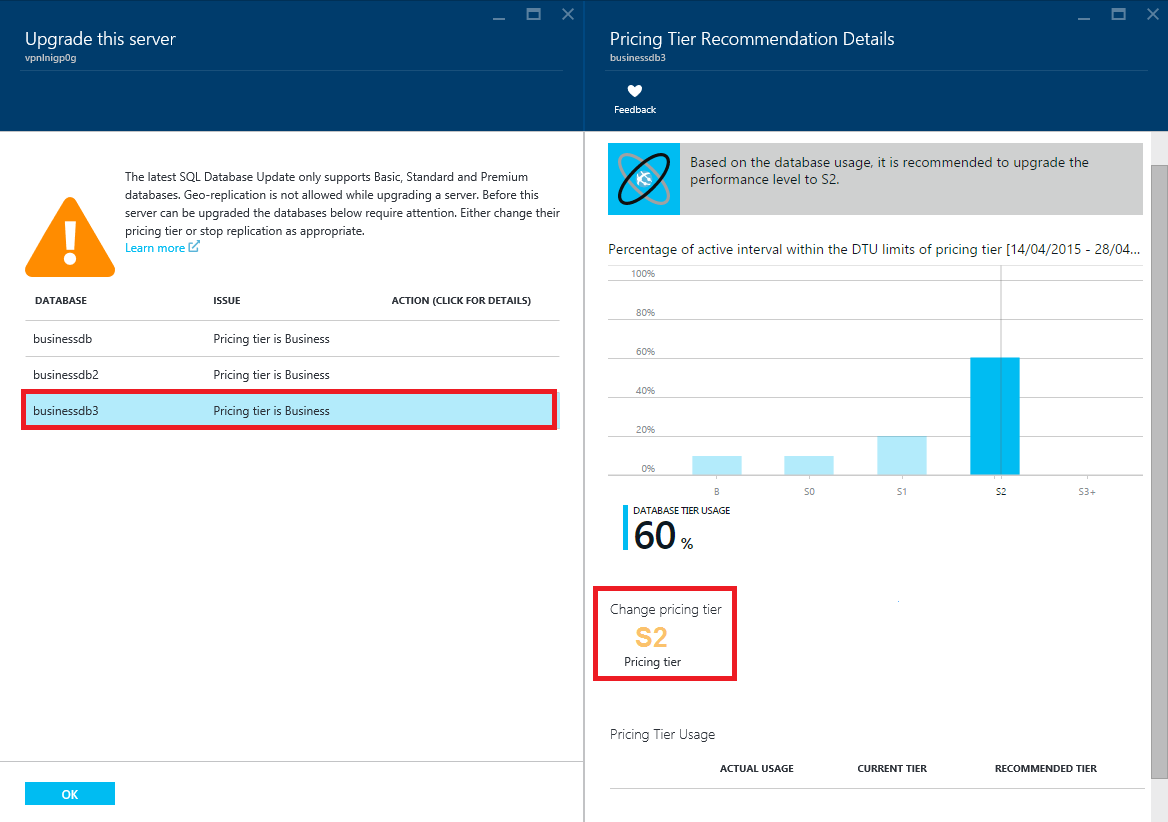 Upgrade this server
vpnlnigp0g
The latest SQL Database Update only supports Basic, Standard and Premium
databases. Geo-replication is not allowed while upgrading a server. Before this
server can be upgraded the databases below require attention. Either change their
pricing tier or stop replication as appropriate.
Learn more
DATABASE ISSUE ACTION (CLICK FOR DETAILS)
businessdb Pricing tier is Business
businessdb2 Pricing tier is Business
businessdb3 Pricing tier is Business
OK
Pricing Tier Recommendation Details
businessdb3
Feedback
Based on the database usage, it is recommended to upgrade the
performance level to S2.
Percentage of active interval within the DTU limits of pricing tier [14/04/2015 - 28/04...
100%
80%
60%
40%
20%
0%
B S0 S1 S2 S3+
DATABASE TIER USAGE
60 %
Change pricing tier
S2
Pricing tier
Pricing Tier Usage
ACTUAL USAGE CURRENT TIER RECOMMENDED TIER